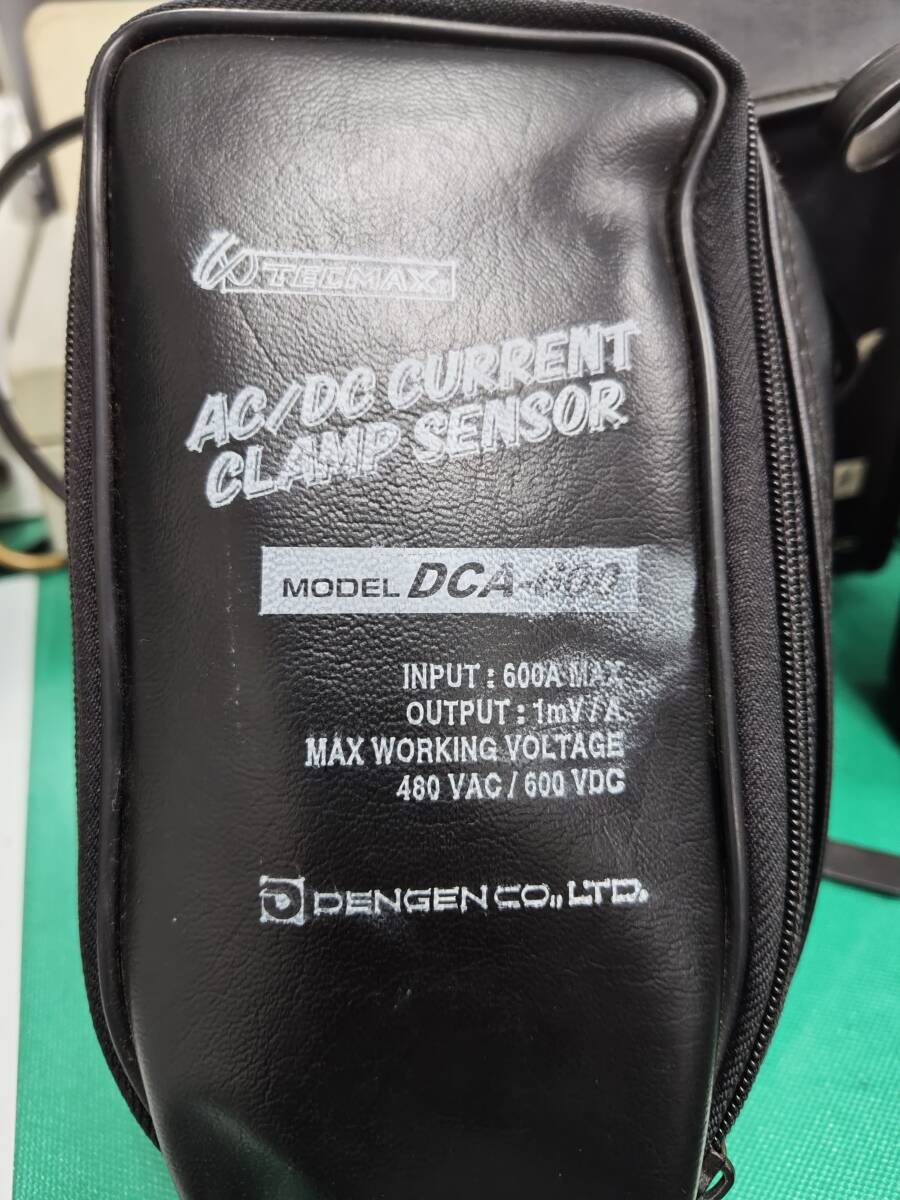 TECMAX
AC/DC CURRENT
CLAMP SENSOR
MODEL DCA-600
INPUT : 600A MAX
OUTPUT : 1mV / A
MAX WORKING VOLTAGE
480 VAC / 600 VDC
DENGEN CO., LTD.